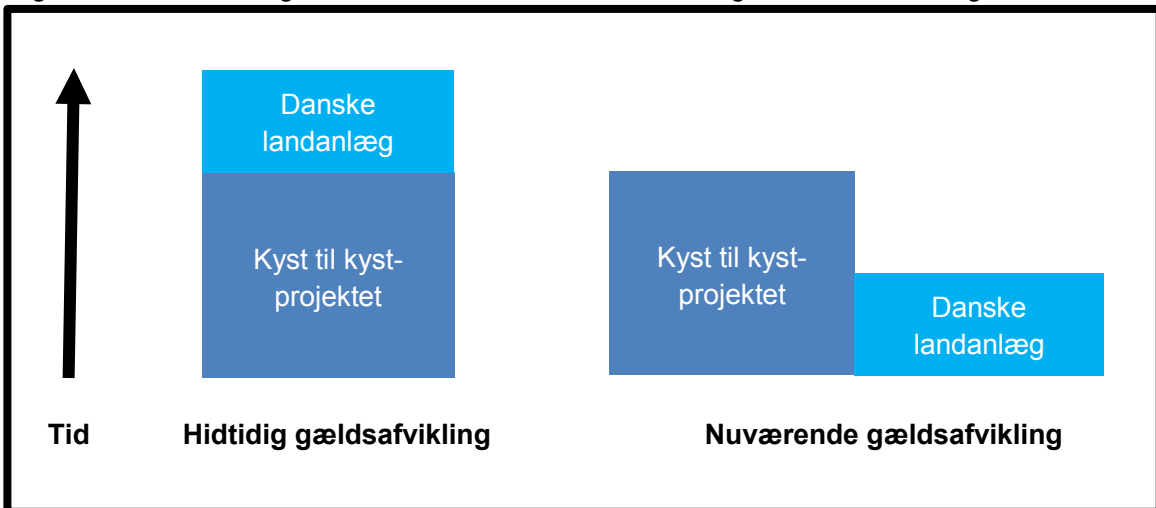 Danske
landanlæg
Kyst til kyst-
projektet
Kyst til kyst-
projektet
Danske
landanlæg
Tid
Hidtidig gældsafvikling
Nuværende gældsafvikling